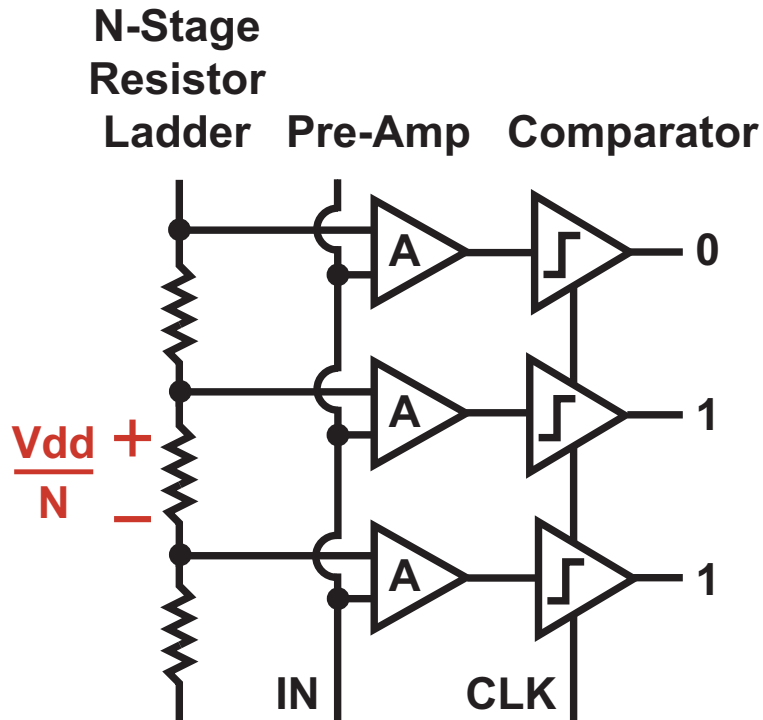 N-Stage
Resistor
Ladder
Pre-Amp
Comparator
A
0
A
1
Vdd
N
+
−
A
1
IN
CLK